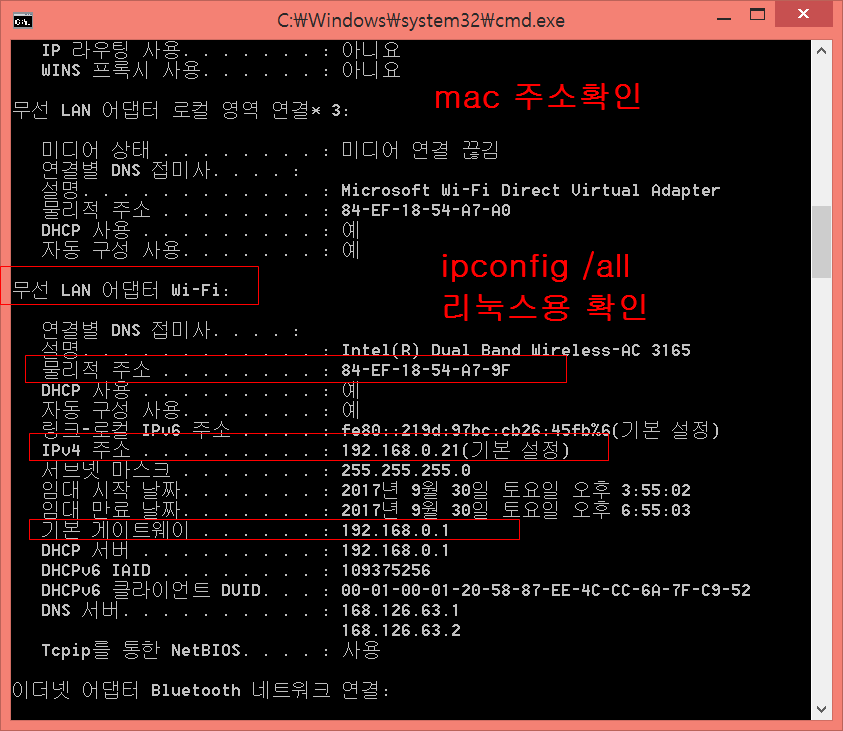 C:₩Windows₩system32₩cmd.exe
IP 라우팅 사용. . . . . . . : 아니요
WINS 프록시 사용. . . . . . : 아니요
mac 주소확인
무선 LAN 어댑터 로컬 영역 연결* 3:
미디어 상태 . . . . . . . . : 미디어 연결 끊김
연결별 DNS 접미사. . . . :
설명. . . . . . . . . . . . : Microsoft Wi-Fi Direct Virtual Adapter
물리적 주소 . . . . . . . . : 84-EF-18-54-A7-A0
DHCP 사용 . . . . . . . . . : 예
자동 구성 사용. . . . . . . : 예
ipconfig /all
리눅스용 확인
무선 LAN 어댑터 Wi-Fi:
연결별 DNS 접미사. . . . :
설명. . . . . . . . . . . . : Intel(R) Dual Band Wireless-AC 3165
물리적 주소 . . . . . . . . : 84-EF-18-54-A7-9F
DHCP 사용 . . . . . . . . . : 예
자동 구성 사용. . . . . . . : 예
링크-로컬 IPv6 주소 . . . . : fe80::219d:97bc:cb26:45fb%6(기본 설정)
IPv4 주소 . . . . . . . . . : 192.168.0.21(기본 설정)
서브넷 마스크 . . . . . . . : 255.255.255.0
임대 시작 날짜. . . . . . . : 2017년 9월 30일 토요일 오후 3:55:02
임대 만료 날짜. . . . . . . : 2017년 9월 30일 토요일 오후 6:55:03
기본 게이트웨이 . . . . . . : 192.168.0.1
DHCP 서버 . . . . . . . . . : 192.168.0.1
DHCPv6 IAID . . . . . . . . : 109375256
DHCPv6 클라이언트 DUID. . . : 00-01-00-01-20-58-87-EE-4C-CC-6A-7F-C9-52
DNS 서버. . . . . . . . . . : 168.126.63.1
168.126.63.2
Tcpip를 통한 NetBIOS. . . . : 사용
이더넷 어댑터 Bluetooth 네트워크 연결: